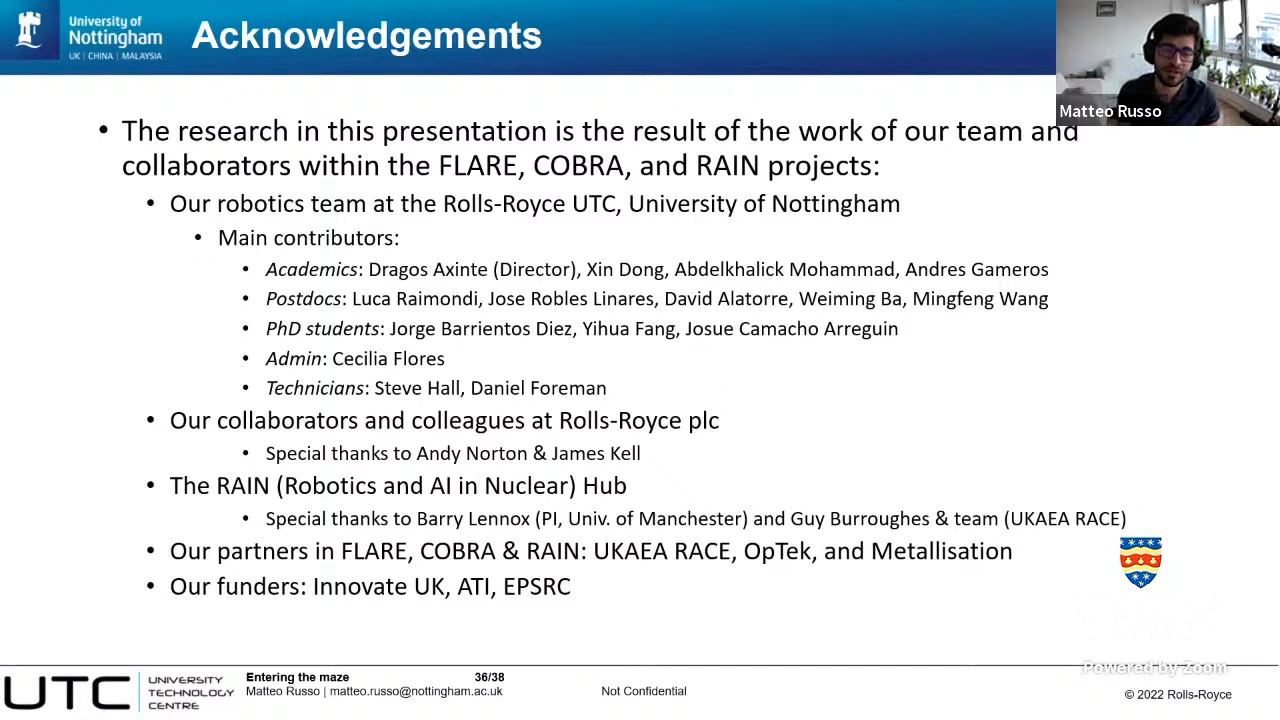 University of
Nottingham
UK | CHINA | MALAYSIA
Acknowledgements
Matteo Russo
• The research in this presentation is the result of the work of our team and
collaborators within the FLARE, COBRA, and RAIN projects:
• Our robotics team at the Rolls-Royce UTC, University of Nottingham
• Main contributors:
• Academics: Dragos Axinte (Director), Xin Dong, Abdelkhalick Mohammad, Andres Gameros
• Postdocs: Luca Raimondi, Jose Robles Linares, David Alatorre, Weiming Ba, Mingfeng Wang
• PhD students: Jorge Barrientos Diez, Yihua Fang, Josue Camacho Arreguin
• Admin: Cecilia Flores
• Technicians: Steve Hall, Daniel Foreman
• Our collaborators and colleagues at Rolls-Royce plc
• Special thanks to Andy Norton & James Kell
• The RAIN (Robotics and AI in Nuclear) Hub
• Special thanks to Barry Lennox (PI, Univ. of Manchester) and Guy Burroughes & team (UKAEA RACE)
• Our partners in FLARE, COBRA & RAIN: UKAEA RACE, OpTek, and Metallisation
• Our funders: Innovate UK, ATI, EPSRC
Powered by Zoom
UTC
UNIVERSITY
TECHNOLOGY
CENTRE
Entering the maze 36/38
Matteo Russo | matteo.russo@nottingham.ac.uk
Not Confidential
© 2022 Rolls-Royce